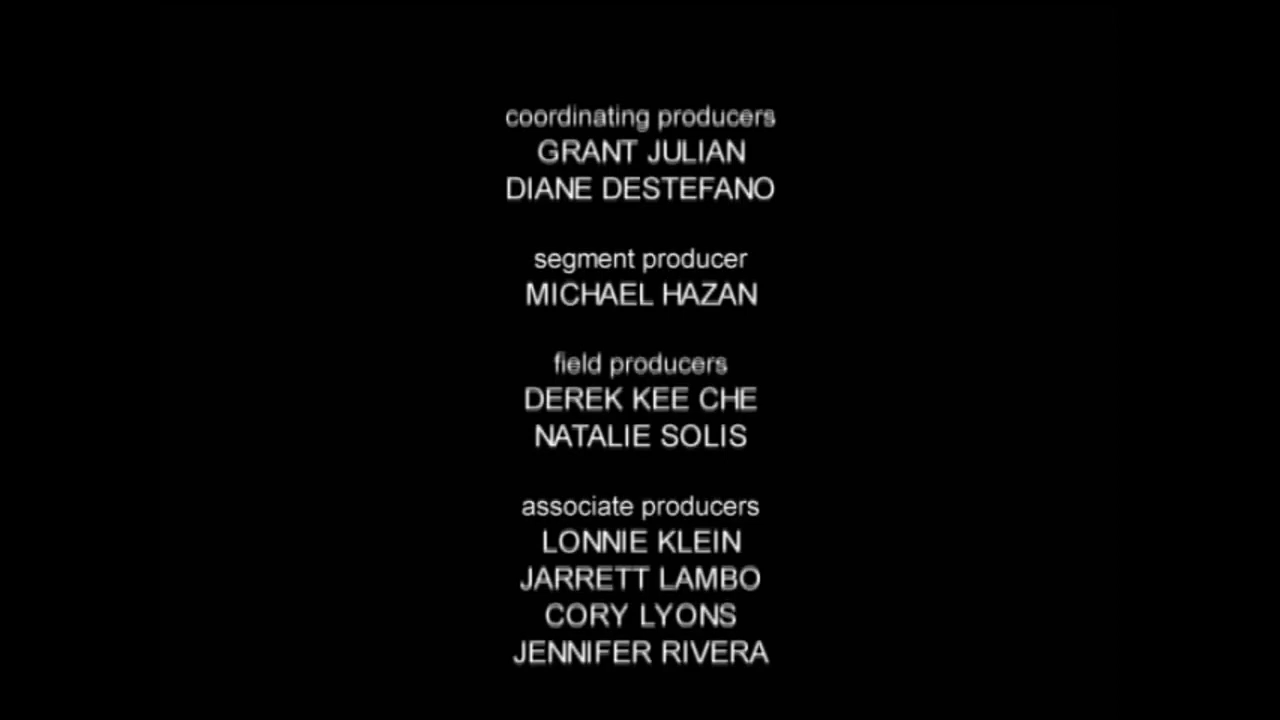 coordinating producers
GRANT JULIAN
DIANE DESTEFANO
segment producer
MICHAEL HAZAN
field producers
DEREK KEE CHE
NATALIE SOLIS
associate producers
LONNIE KLEIN
JARRETT LAMBO
CORY LYONS
JENNIFER RIVERA